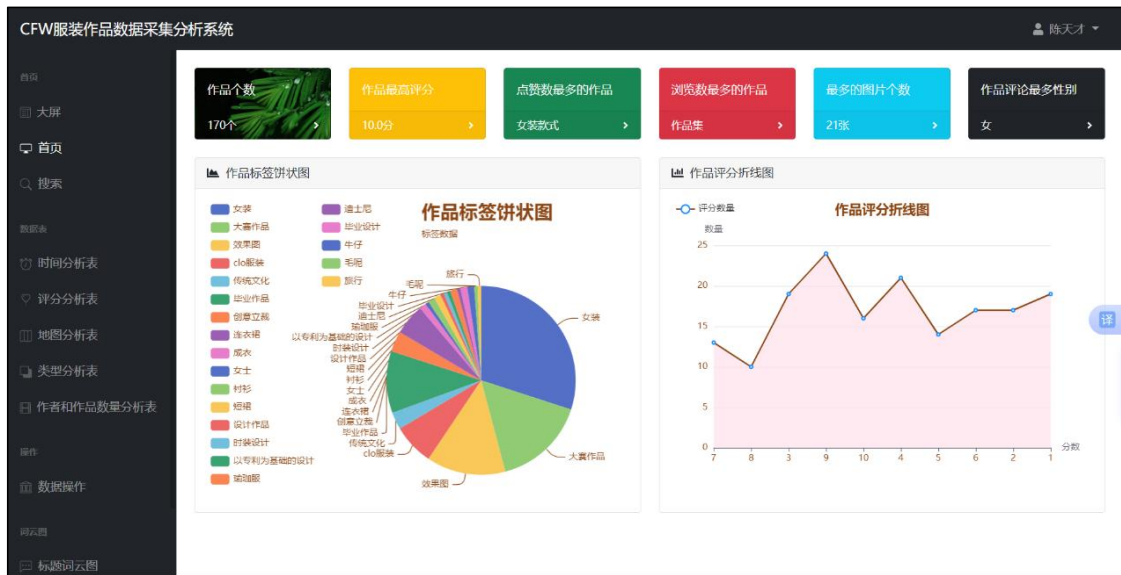 CFW服装作品数据采集分析系统
陈天才
首页
大屏
首页
搜索
数据表
时间分析表
评分分析表
地图分析表
类型分析表
作者和作品数量分析表
操作
数据操作
词云图
标题词云图
作品个数
170个
作品最高评分
10.0分
点赞数最多的作品
女装款式
浏览数最多的作品
作品集
最多的图片个数
21张
作品评论最多性别
女
作品标签饼状图
女装
大赛作品
效果图
clo服装
传统文化
毕业作品
创意立裁
连衣裙
成衣
女士
衬衫
短裙
设计作品
时装设计
以专利为基础的设计
瑜珈服
迪士尼
毕业设计
牛仔
毛呢
旅行
作品标签饼状图
标签数据
旅行
毛呢
牛仔
毕业设计
迪士尼
瑜珈服
以专利为基础的设计
时装设计
设计作品
短裙
衬衫
女士
成衣
连衣裙
创意立裁
毕业作品
传统文化
clo服装
效果图
大赛作品
女装
作品评分折线图
评分数量
作品评分折线图
数量
25
20
15
10
5
0
7 8 3 9 10 4 5 6 2 1
分数
译